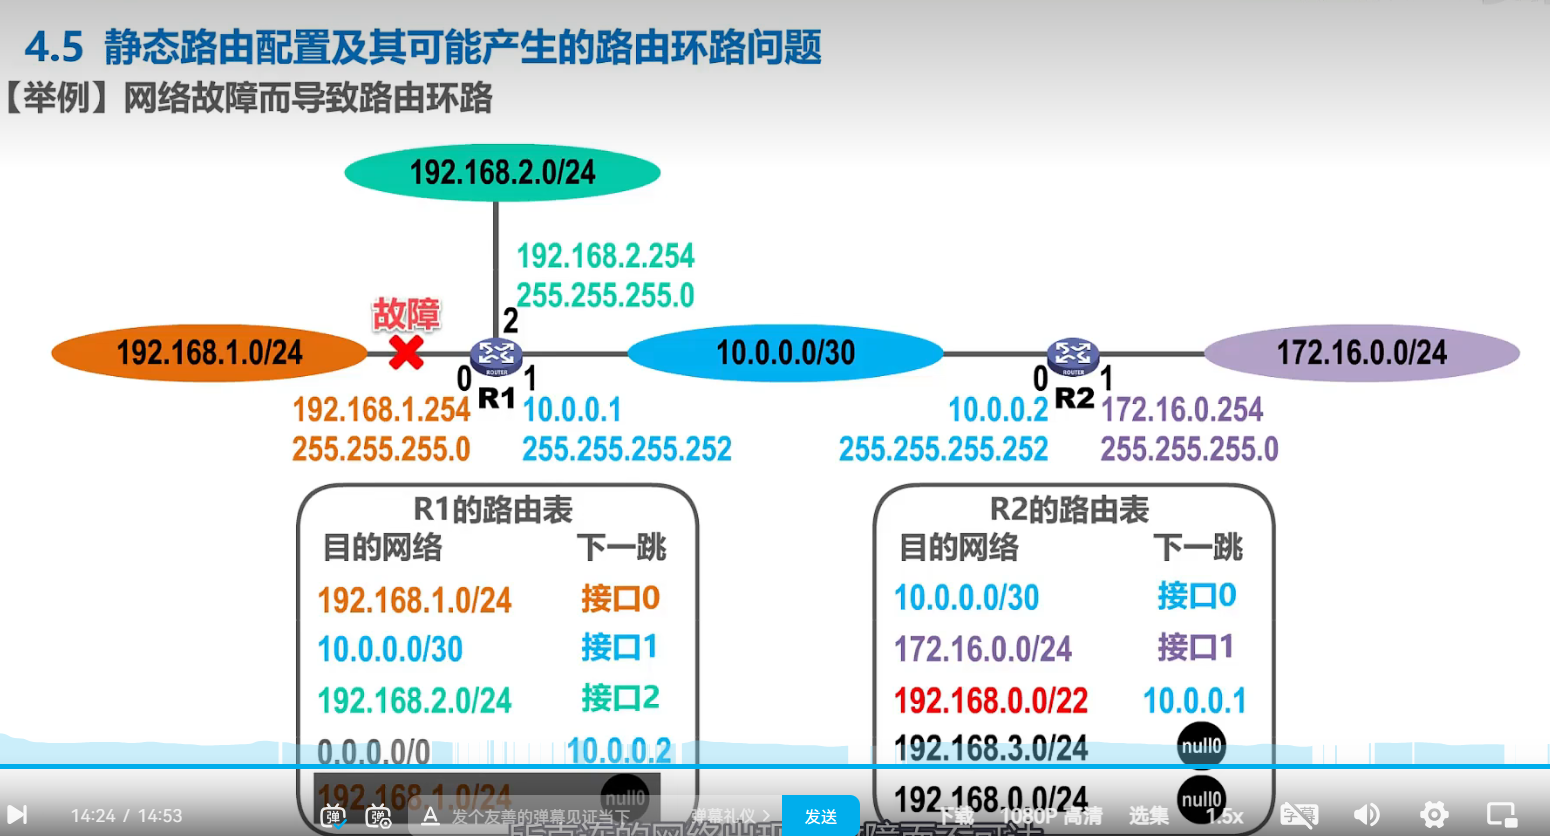 4.5 静态路由配置及其可能产生的路由环路问题
【举例】网络故障而导致路由环路
192.168.2.0/24
192.168.2.254
255.255.255.0
故障
2
192.168.1.0/24
10.0.0.0/30
172.16.0.0/24
ROUTER
ROUTER
0 R1 1
0 R2 1
192.168.1.254
255.255.255.0
10.0.0.1
255.255.255.252
10.0.0.2
255.255.255.252
172.16.0.254
255.255.255.0
R1的路由表
目的网络 下一跳
192.168.1.0/24 接口0
10.0.0.0/30 接口1
192.168.2.0/24 接口2
0.0.0.0/0 10.0.0.2
192.168.1.0/24 null0
R2的路由表
目的网络 下一跳
10.0.0.0/30 接口0
172.16.0.0/24 接口1
192.168.0.0/22 10.0.0.1
192.168.3.0/24 null0
192.168.0.0/24 null0
14:24 / 14:53
弹
弹
A 发个友善的弹幕见证当下
弹幕礼仪 >
发送
下载
1080P 高清
选集
1.5x
字幕